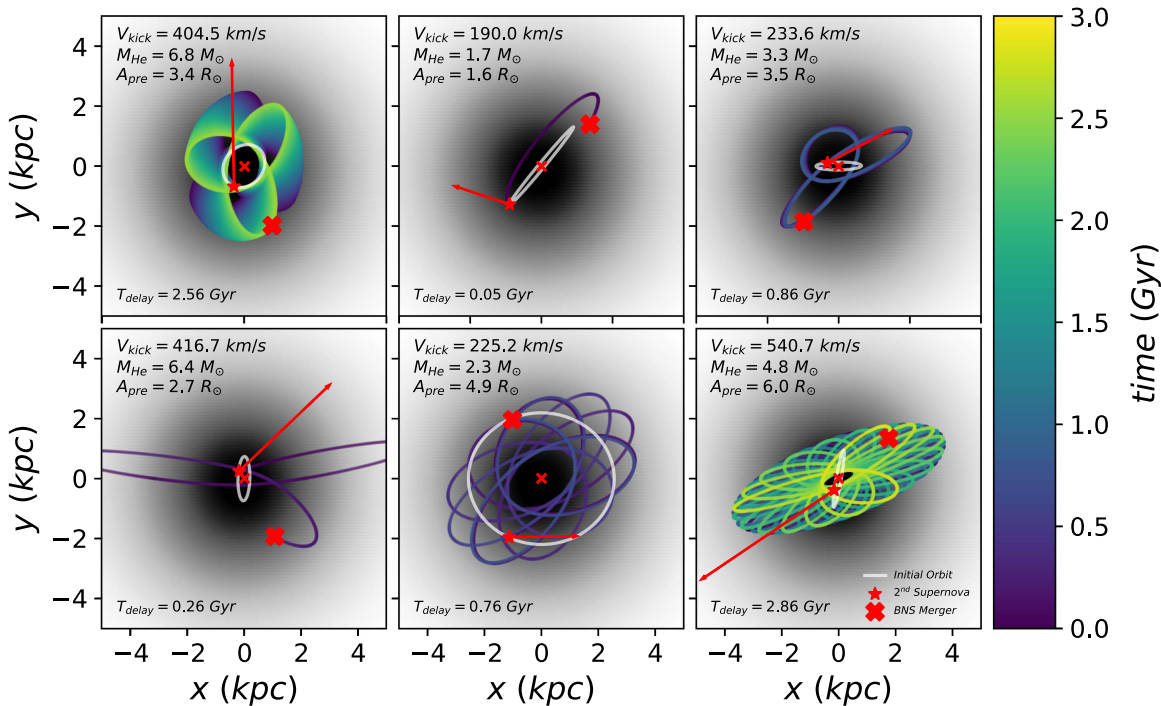 V_kick = 404.5 km/s
M_He = 6.8 M_⊙
A_pre = 3.4 R_⊙
T_delay = 2.56 Gyr
V_kick = 190.0 km/s
M_He = 1.7 M_⊙
A_pre = 1.6 R_⊙
T_delay = 0.05 Gyr
V_kick = 233.6 km/s
M_He = 3.3 M_⊙
A_pre = 3.5 R_⊙
T_delay = 0.86 Gyr
4
2
0
−2
−4
y (kpc)
V_kick = 416.7 km/s
M_He = 6.4 M_⊙
A_pre = 2.7 R_⊙
T_delay = 0.26 Gyr
V_kick = 225.2 km/s
M_He = 2.3 M_⊙
A_pre = 4.9 R_⊙
T_delay = 0.76 Gyr
V_kick = 540.7 km/s
M_He = 4.8 M_⊙
A_pre = 6.0 R_⊙
T_delay = 2.86 Gyr
Initial Orbit
2^nd Supernova
BNS Merger
4
2
0
−2
−4
y (kpc)
−4 −2 0 2 4
x (kpc)
−4 −2 0 2 4
x (kpc)
−4 −2 0 2 4
x (kpc)
3.0
2.5
2.0
1.5
1.0
0.5
0.0
time (Gyr)